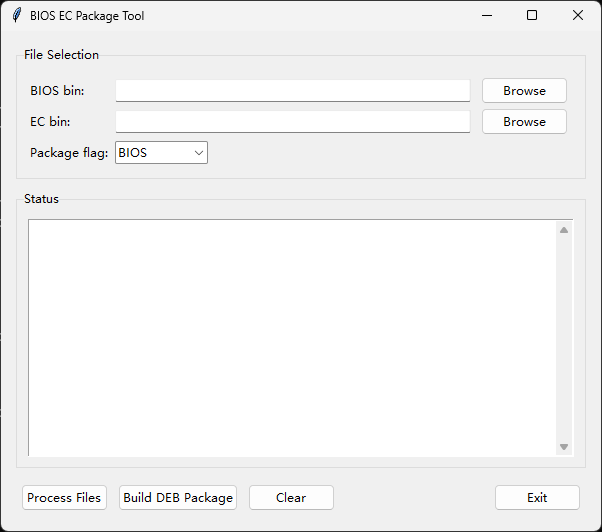 BIOS EC Package Tool
File Selection
BIOS bin: Browse
EC bin: Browse
Package flag: BIOS
Status
Process Files Build DEB Package Clear Exit